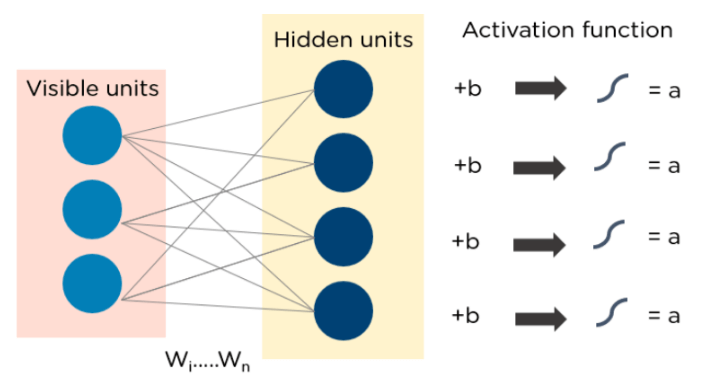 Visible units
Hidden units
Activation function
+b = a
+b = a
+b = a
+b = a
Wi.....Wn